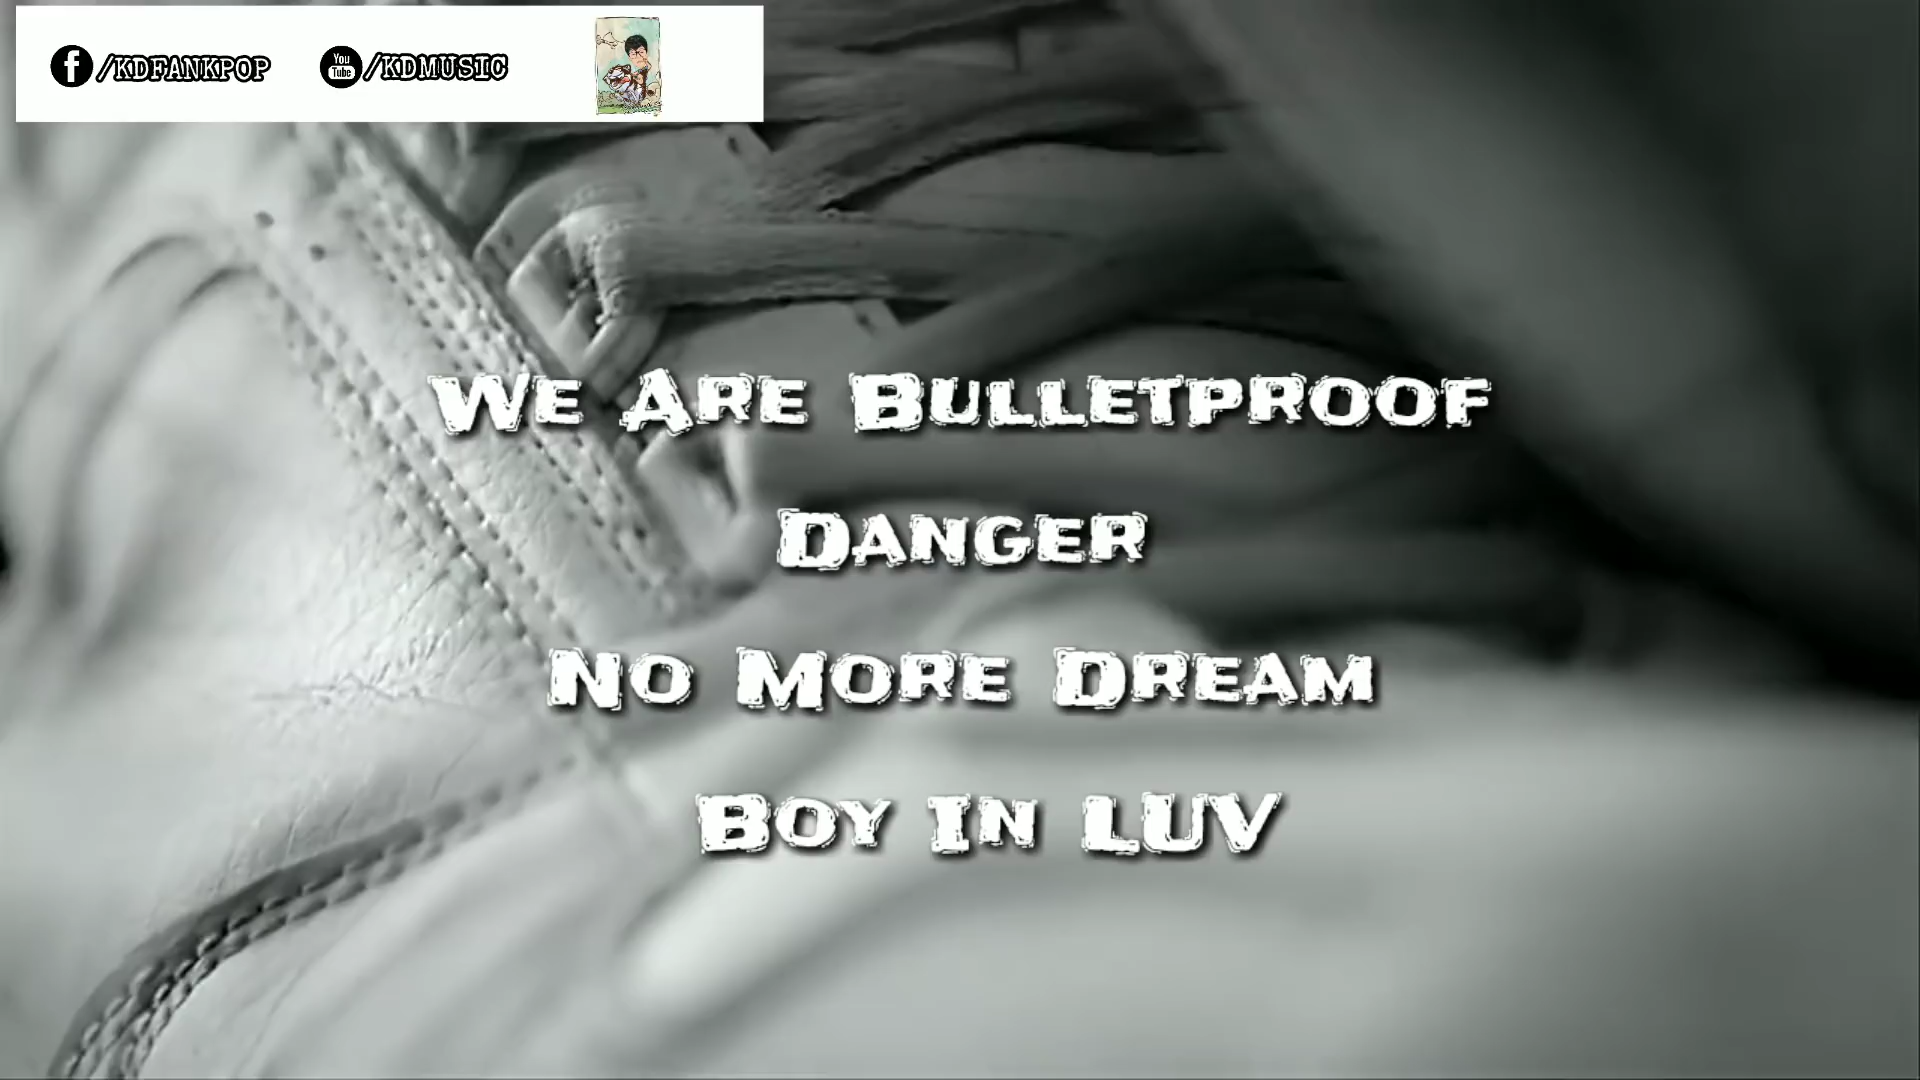 f/KDFANKPOP You Tube/KDMUSIC
We Are Bulletproof
Danger
No More Dream
Boy In LUV